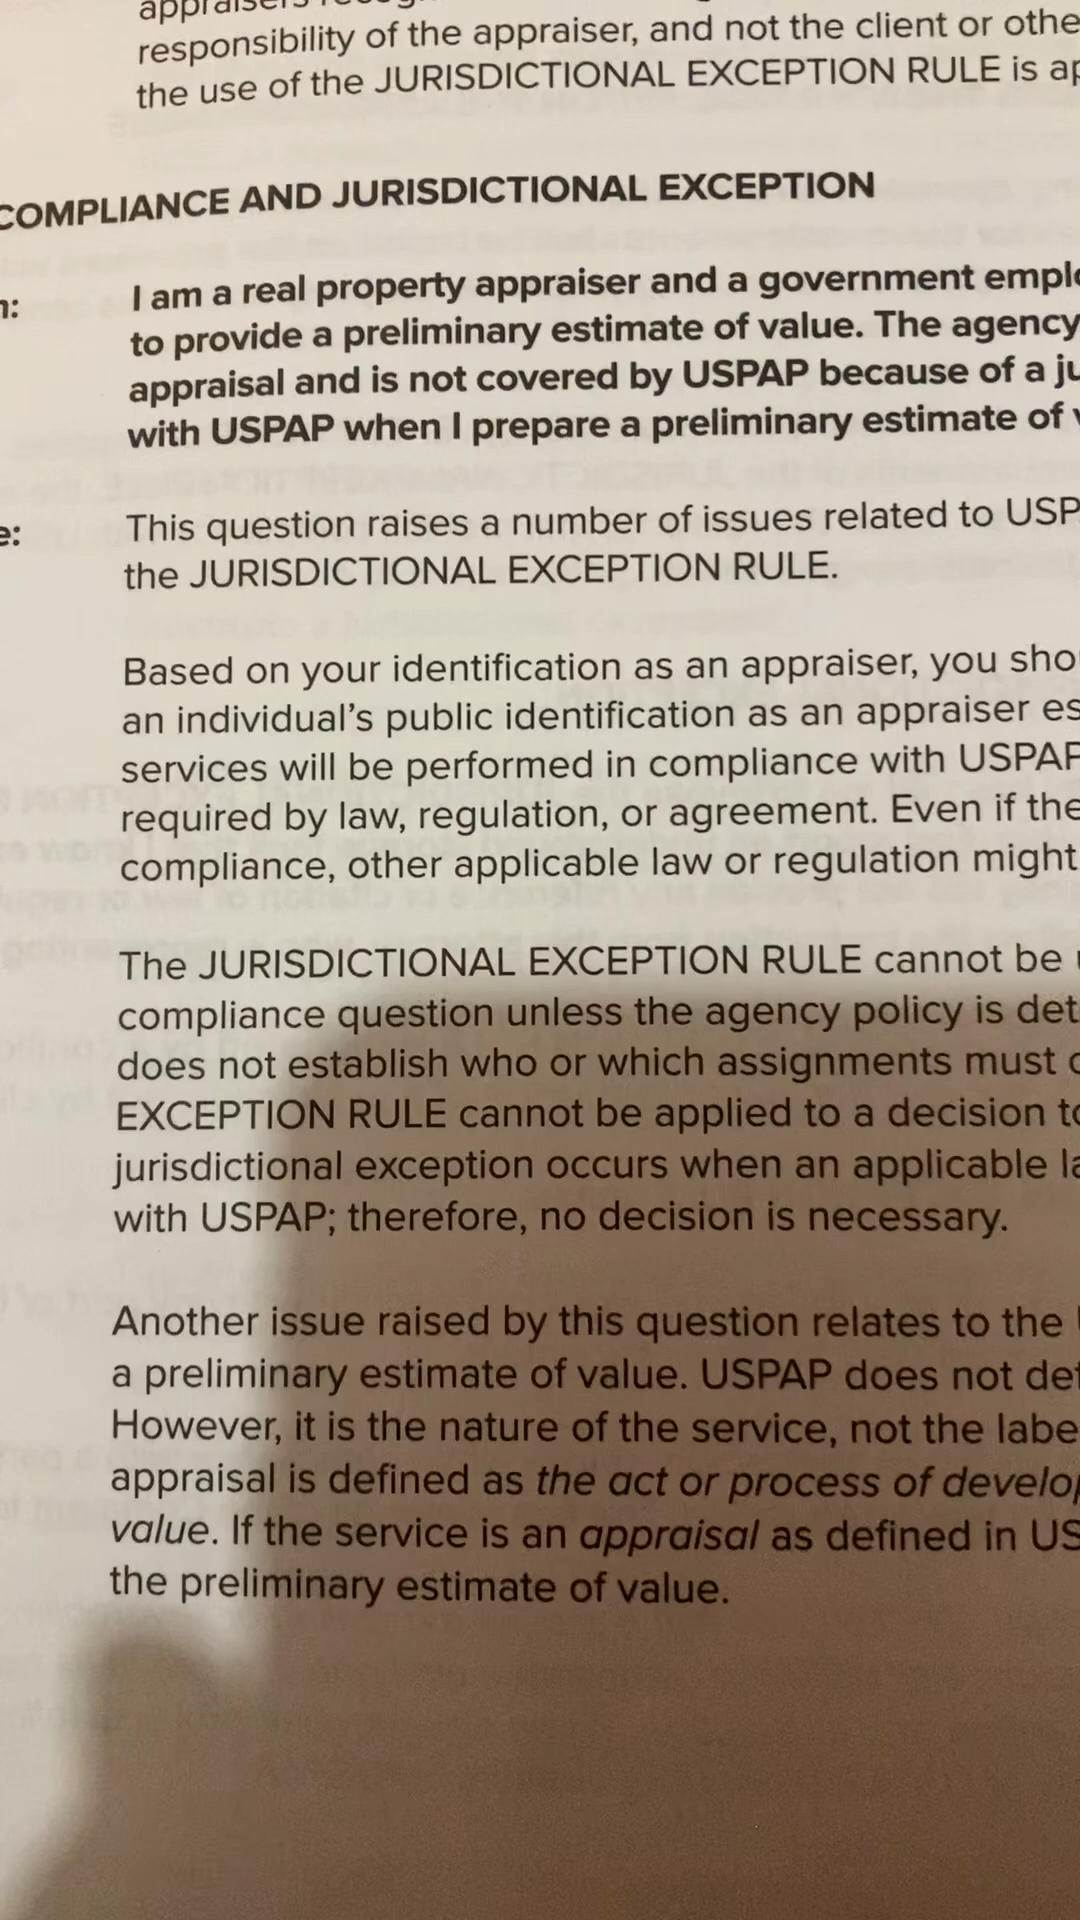 responsibility of the appraiser, and not the client or othe
the use of the JURISDICTIONAL EXCEPTION RULE is ap
COMPLIANCE AND JURISDICTIONAL EXCEPTION
I am a real property appraiser and a government emplo
to provide a preliminary estimate of value. The agency
appraisal and is not covered by USPAP because of a ju
with USPAP when I prepare a preliminary estimate of v
This question raises a number of issues related to USP
the JURISDICTIONAL EXCEPTION RULE.
Based on your identification as an appraiser, you sho
an individual's public identification as an appraiser es
services will be performed in compliance with USPAP
required by law, regulation, or agreement. Even if the
compliance, other applicable law or regulation might
The JURISDICTIONAL EXCEPTION RULE cannot be
compliance question unless the agency policy is det
does not establish who or which assignments must c
EXCEPTION RULE cannot be applied to a decision to
jurisdictional exception occurs when an applicable la
with USPAP; therefore, no decision is necessary.
Another issue raised by this question relates to the
a preliminary estimate of value. USPAP does not def
However, it is the nature of the service, not the labe
appraisal is defined as the act or process of develop
value. If the service is an appraisal as defined in US
the preliminary estimate of value.